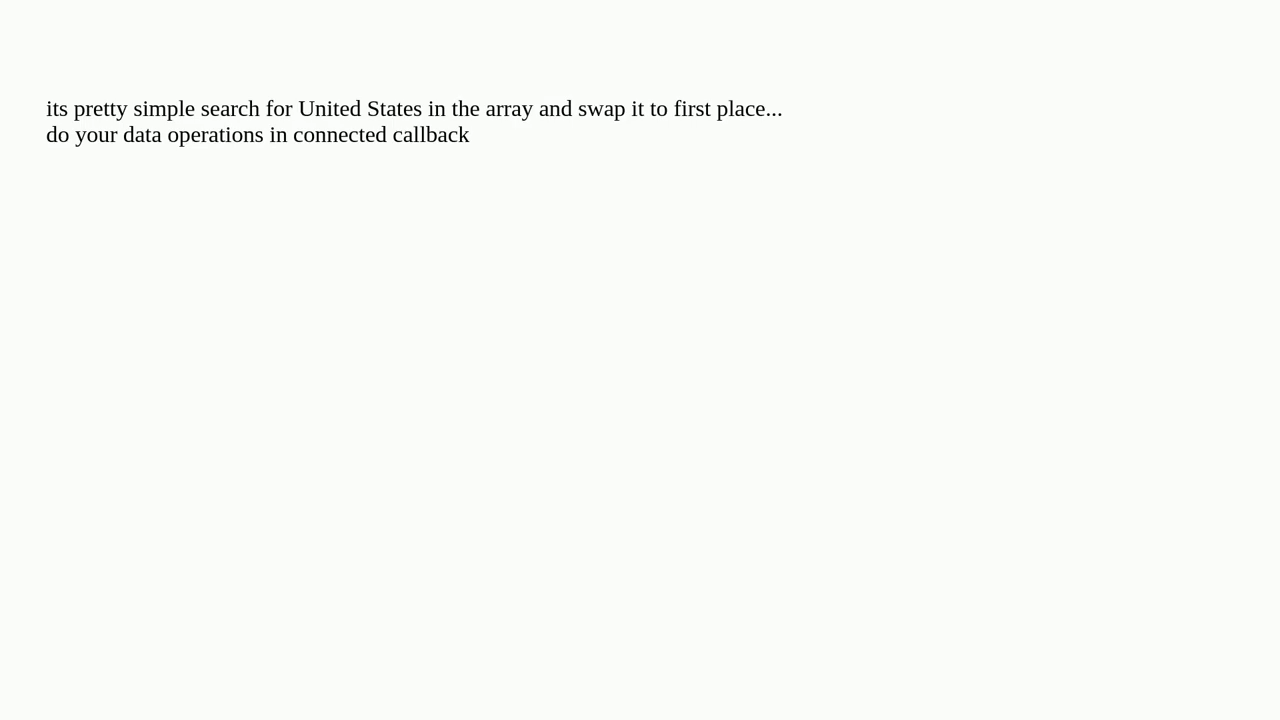 its pretty simple search for United States in the array and swap it to first place...
do your data operations in connected callback